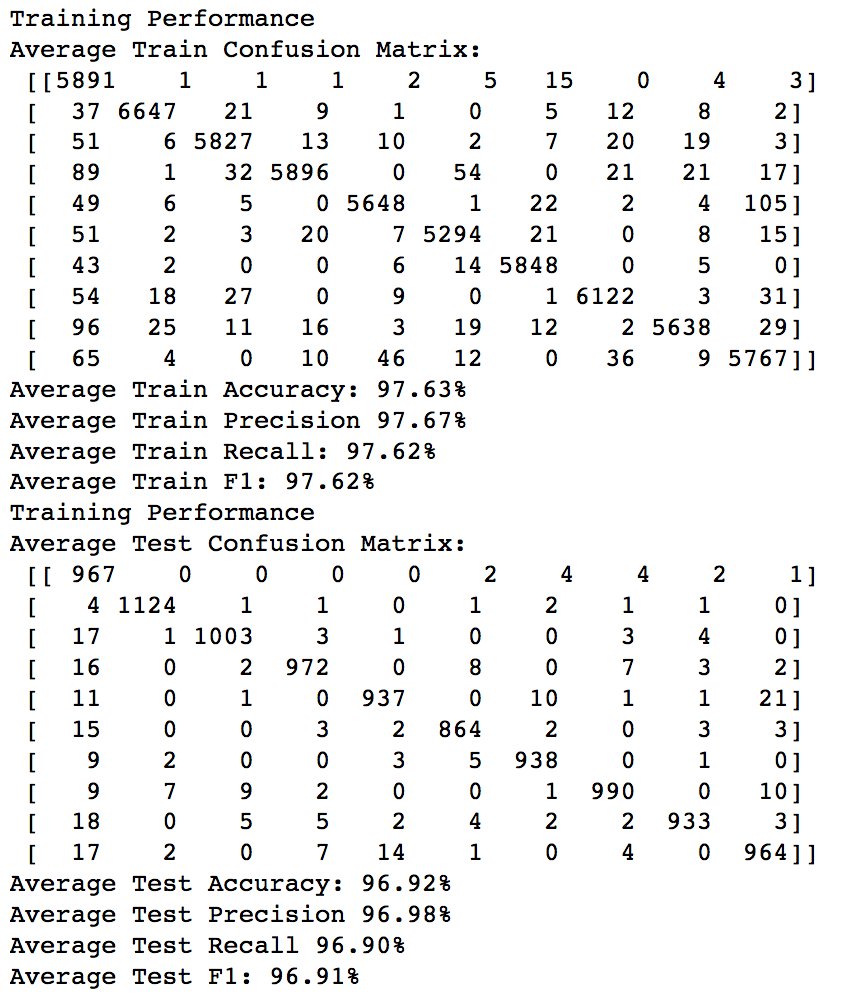 Training Performance
Average Train Confusion Matrix:
[[5891 1 1 1 2 5 15 0 4 3]
[ 37 6647 21 9 1 0 5 12 8 2]
[ 51 6 5827 13 10 2 7 20 19 3]
[ 89 1 32 5896 0 54 0 21 21 17]
[ 49 6 5 0 5648 1 22 2 4 105]
[ 51 2 3 20 7 5294 21 0 8 15]
[ 43 2 0 0 6 14 5848 0 5 0]
[ 54 18 27 0 9 0 1 6122 3 31]
[ 96 25 11 16 3 19 12 2 5638 29]
[ 65 4 0 10 46 12 0 36 9 5767]]
Average Train Accuracy: 97.63%
Average Train Precision 97.67%
Average Train Recall: 97.62%
Average Train F1: 97.62%
Training Performance
Average Test Confusion Matrix:
[[ 967 0 0 0 0 2 4 4 2 1]
[ 4 1124 1 1 0 1 2 1 1 0]
[ 17 1 1003 3 1 0 0 3 4 0]
[ 16 0 2 972 0 8 0 7 3 2]
[ 11 0 1 0 937 0 10 1 1 21]
[ 15 0 0 3 2 864 2 0 3 3]
[ 9 2 0 0 3 5 938 0 1 0]
[ 9 7 9 2 0 0 1 990 0 10]
[ 18 0 5 5 2 4 2 2 933 3]
[ 17 2 0 7 14 1 0 4 0 964]]
Average Test Accuracy: 96.92%
Average Test Precision 96.98%
Average Test Recall 96.90%
Average Test F1: 96.91%